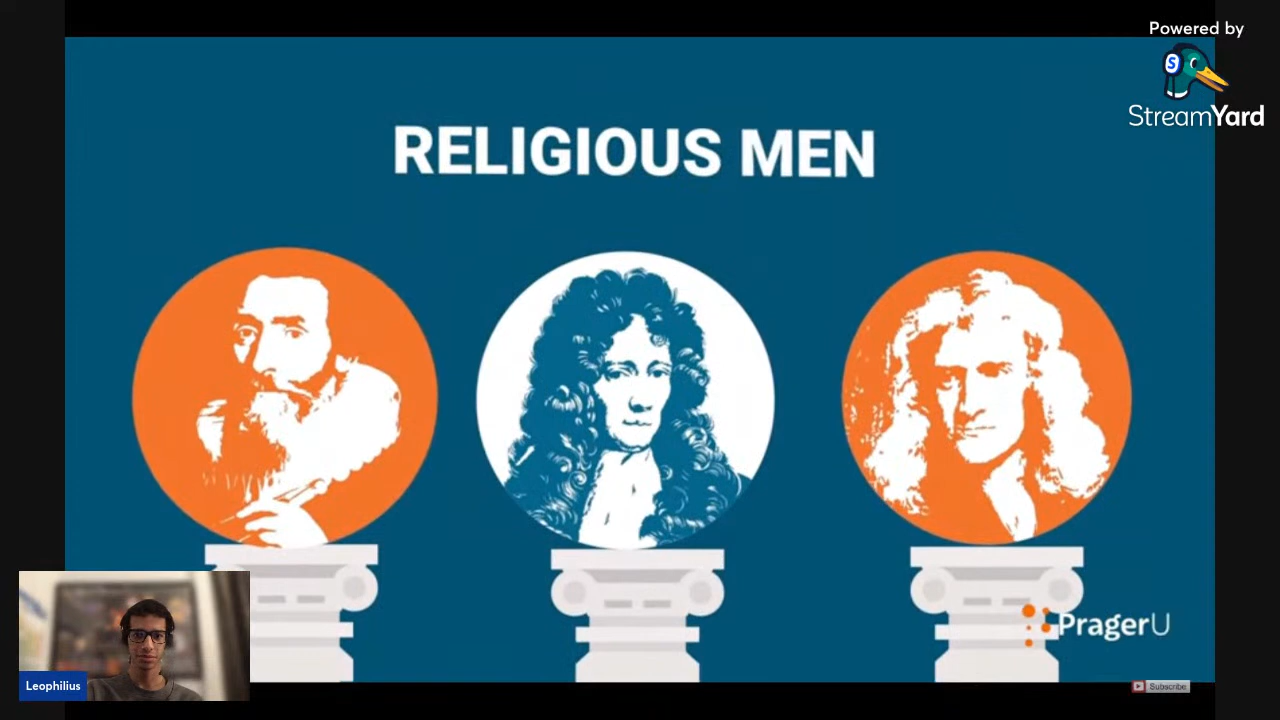 Powered by
S
StreamYard
RELIGIOUS MEN
PragerU
Leophilius
Subscribe